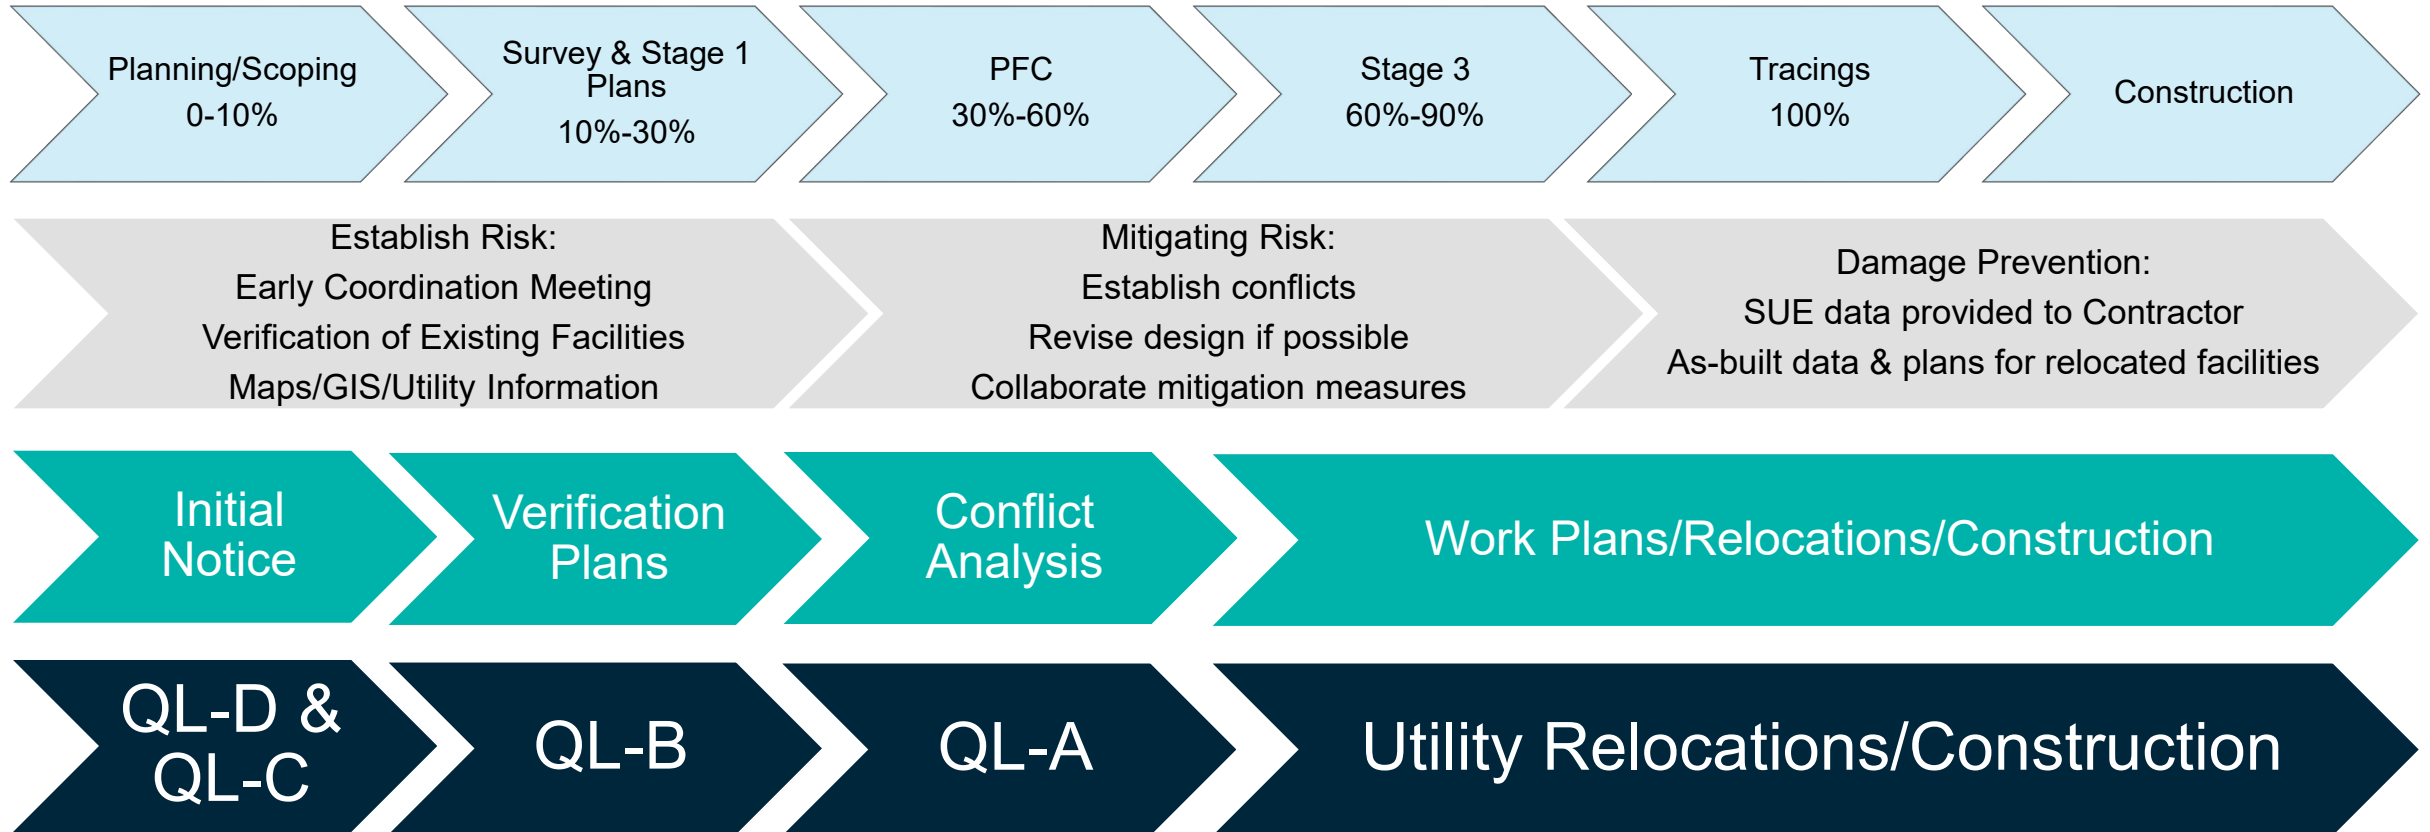 Planning/Scoping
0-10%
Survey & Stage 1
Plans
10%-30%
PFC
30%-60%
Stage 3
60%-90%
Tracings
100%
Construction
Establish Risk:
Early Coordination Meeting
Verification of Existing Facilities
Maps/GIS/Utility Information
Mitigating Risk:
Establish conflicts
Revise design if possible
Collaborate mitigation measures
Damage Prevention:
SUE data provided to Contractor
As-built data & plans for relocated facilities
Initial
Notice
Verification
Plans
Conflict
Analysis
Work Plans/Relocations/Construction
QL-D &
QL-C
QL-B
QL-A
Utility Relocations/Construction